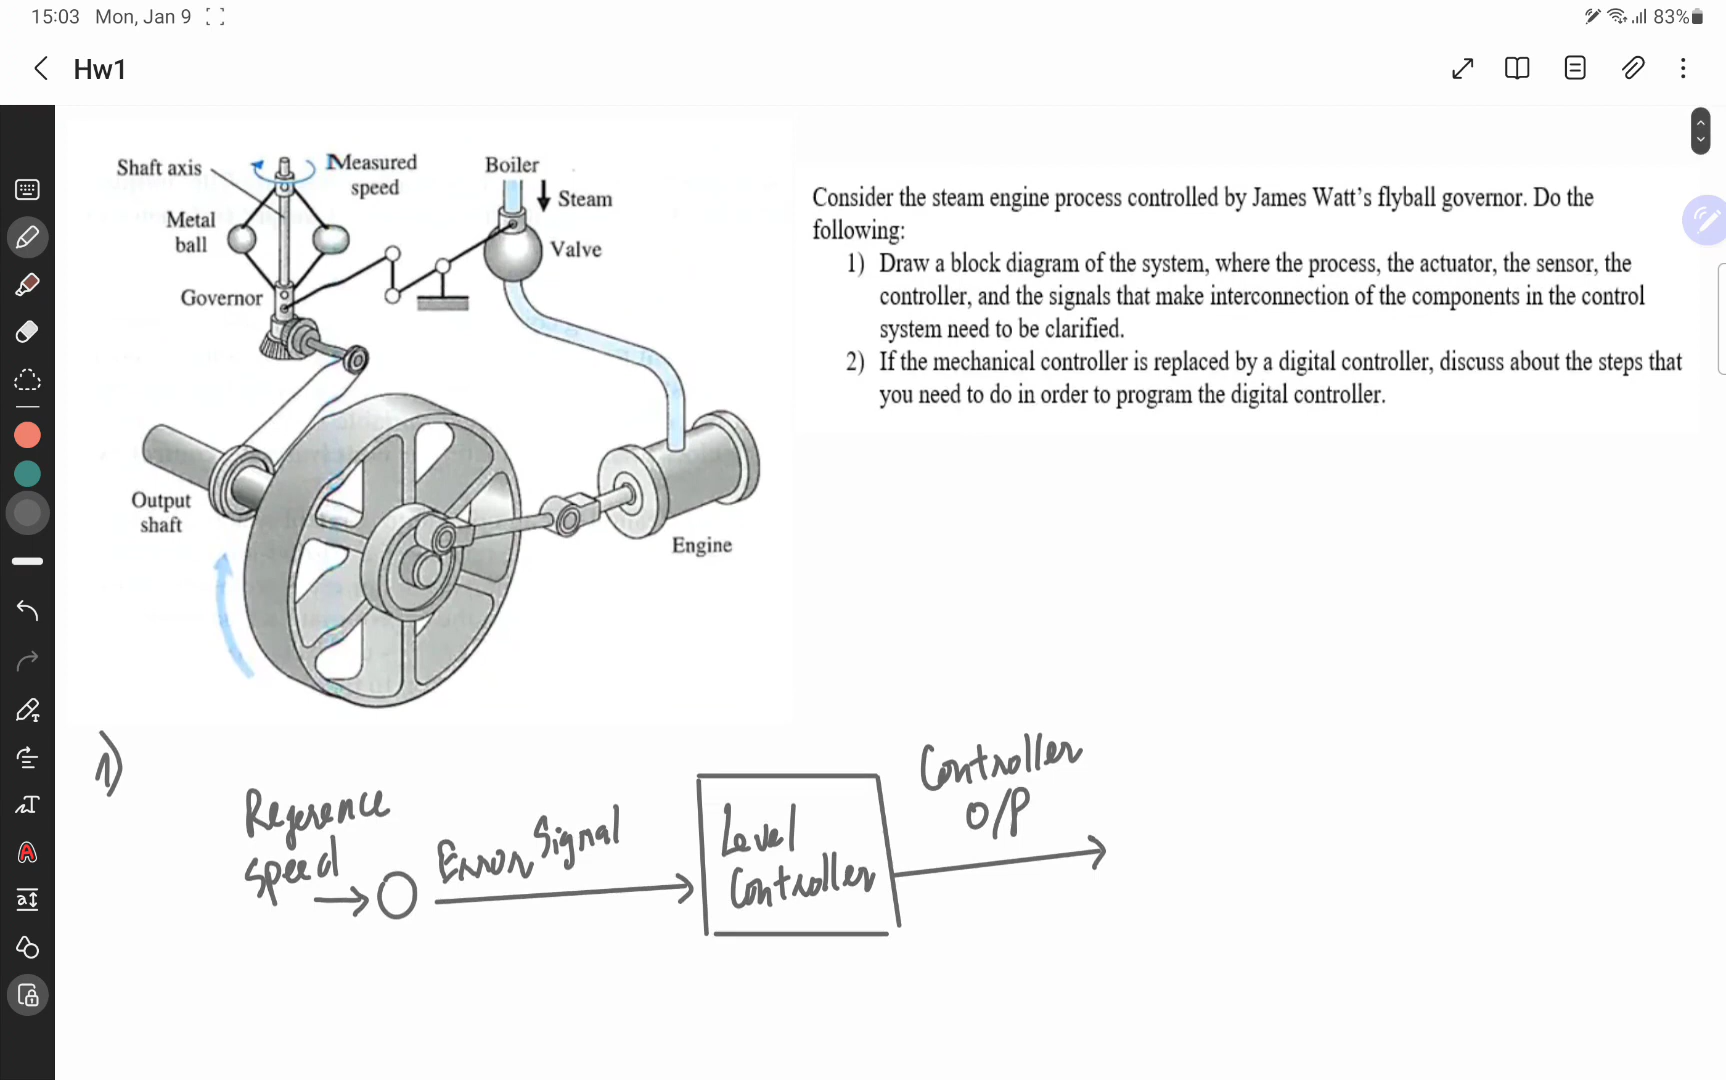 15:03 Mon, Jan 9
83%
Hw1
Shaft axis
Measured
speed
Metal
ball
Governor
Boiler
Steam
Valve
Output
shaft
Engine
Consider the steam engine process controlled by James Watt's flyball governor. Do the
following:
1) Draw a block diagram of the system, where the process, the actuator, the sensor, the
controller, and the signals that make interconnection of the components in the control
system need to be clarified.
2) If the mechanical controller is replaced by a digital controller, discuss about the steps that
you need to do in order to program the digital controller.
1)
Reference
speed
Error Signal
Level
Controller
Controller
O/P